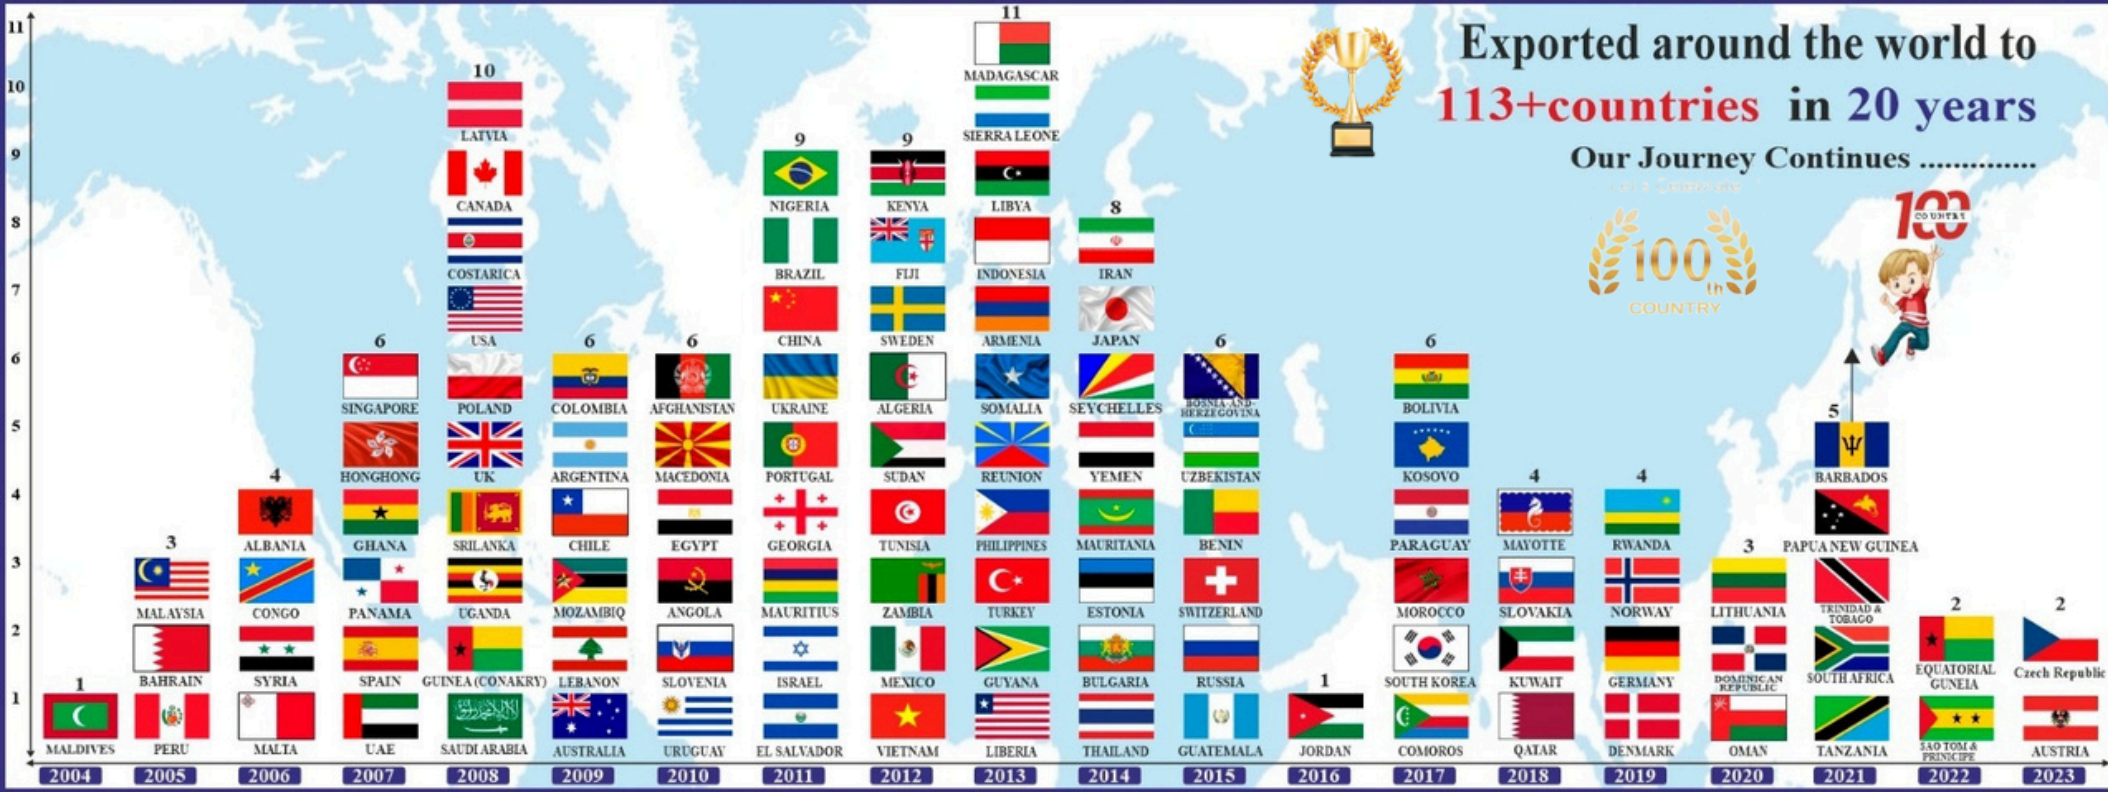 Exported around the world to
113+countries in 20 years
Our Journey Continues ..............
100
COUNTRY
100th
COUNTRY
11
10
9
8
7
6
5
4
3
2
1
1
MALDIVES
2004
3
MALAYSIA
BAHRAIN
PERU
2005
4
ALBANIA
CONGO
SYRIA
MALTA
2006
6
SINGAPORE
HONGHONG
GHANA
PANAMA
SPAIN
UAE
2007
10
LATVIA
CANADA
COSTARICA
USA
POLAND
UK
SRILANKA
UGANDA
GUINEA (CONAKRY)
SAUDI ARABIA
2008
6
COLOMBIA
ARGENTINA
CHILE
MOZAMBIQ
LEBANON
AUSTRALIA
2009
6
AFGHANISTAN
MACEDONIA
EGYPT
ANGOLA
SLOVENIA
URUGUAY
2010
9
NIGERIA
BRAZIL
CHINA
UKRAINE
PORTUGAL
GEORGIA
MAURITIUS
ISRAEL
EL SALVADOR
2011
9
KENYA
FIJI
SWEDEN
ALGERIA
SUDAN
TUNISIA
ZAMBIA
MEXICO
VIETNAM
2012
11
MADAGASCAR
SIERRA LEONE
LIBYA
INDONESIA
ARMENIA
SOMALIA
REUNION
PHILIPPINES
TURKEY
GUYANA
LIBERIA
2013
8
IRAN
JAPAN
SEYCHELLES
YEMEN
MAURITANIA
ESTONIA
BULGARIA
THAILAND
2014
6
BOSNIA-AND-
HERZEGOVINA
UZBEKISTAN
BENIN
SWITZERLAND
RUSSIA
GUATEMALA
2015
1
JORDAN
2016
6
BOLIVIA
KOSOVO
PARAGUAY
MOROCCO
SOUTH KOREA
COMOROS
2017
4
MAYOTTE
SLOVAKIA
KUWAIT
QATAR
2018
4
RWANDA
NORWAY
GERMANY
DENMARK
2019
3
LITHUANIA
DOMINICAN
REPUBLIC
OMAN
2020
5
BARBADOS
PAPUA NEW GUINEA
TRINIDAD &
TOBAGO
SOUTH AFRICA
TANZANIA
2021
2
EQUATORIAL
GUNEIA
SAO TOM &
PRINICIPE
2022
2
Czech Republic
AUSTRIA
2023